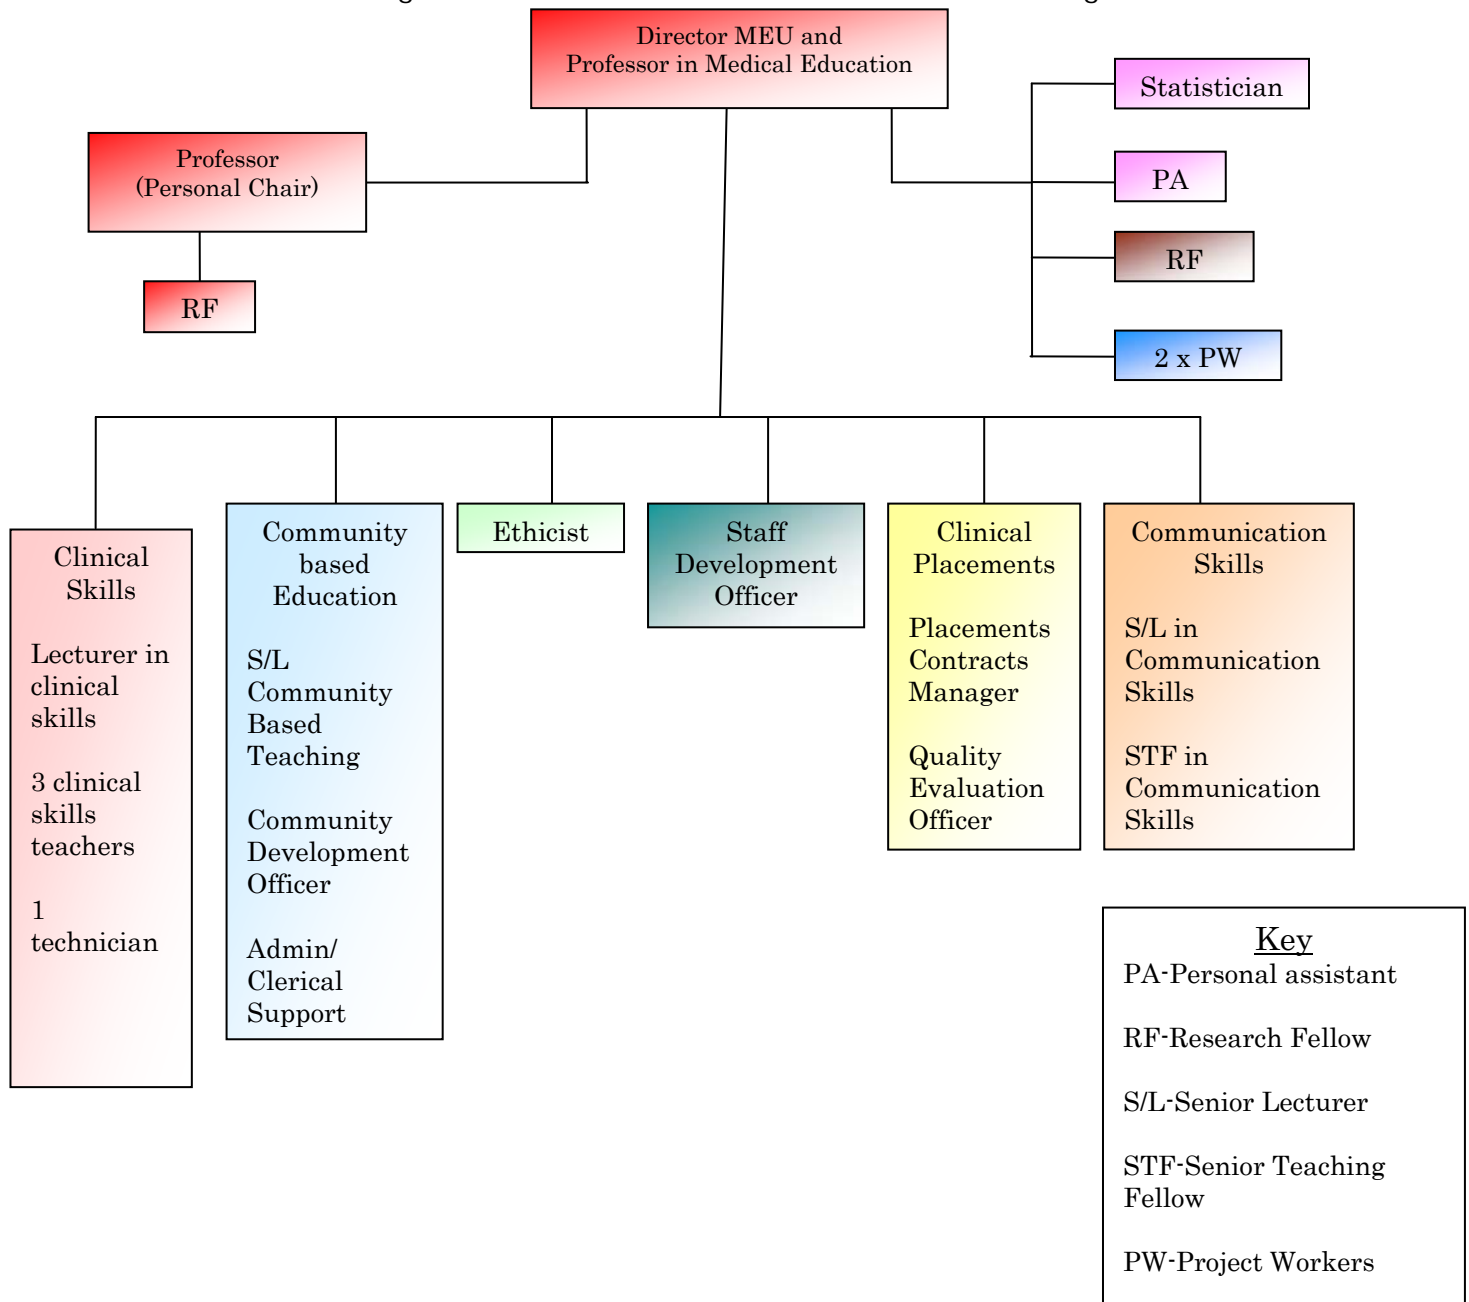 Director MEU and
Professor in Medical Education
Statistician
Professor
(Personal Chair)
PA
RF
RF
2 x PW
Clinical
Skills
Lecturer in
clinical
skills
3 clinical
skills
teachers
1
technician
Community
based
Education
S/L
Community
Based
Teaching
Community
Development
Officer
Admin/
Clerical
Support
Ethicist
Staff
Development
Officer
Clinical
Placements
Placements
Contracts
Manager
Quality
Evaluation
Officer
Communication
Skills
S/L in
Communication
Skills
STF in
Communication
Skills
Key
PA-Personal assistant
RF-Research Fellow
S/L-Senior Lecturer
STF-Senior Teaching
Fellow
PW-Project Workers